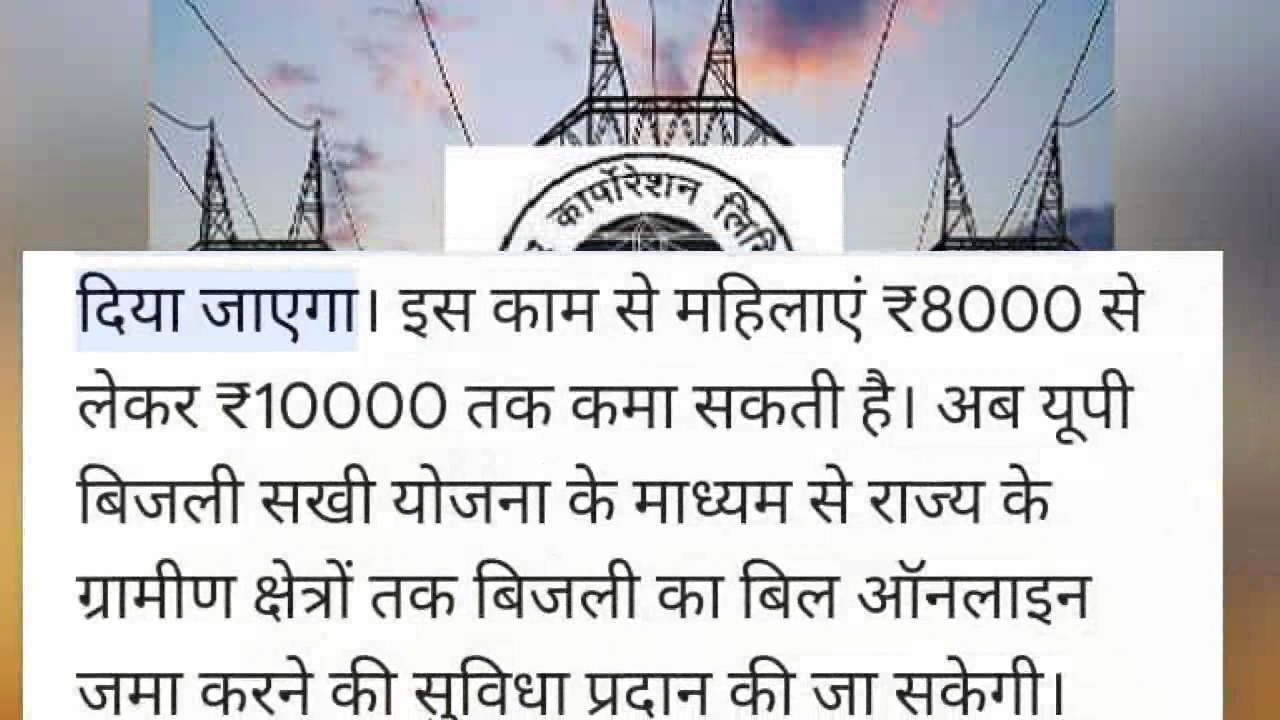 कार्पोरेशन
दिया जाएगा। इस काम से महिलाएं ₹8000 से
लेकर ₹10000 तक कमा सकती है। अब यूपी
बिजली सखी योजना के माध्यम से राज्य के
ग्रामीण क्षेत्रों तक बिजली का बिल ऑनलाइन
जमा करने की सुविधा प्रदान की जा सकेगी।